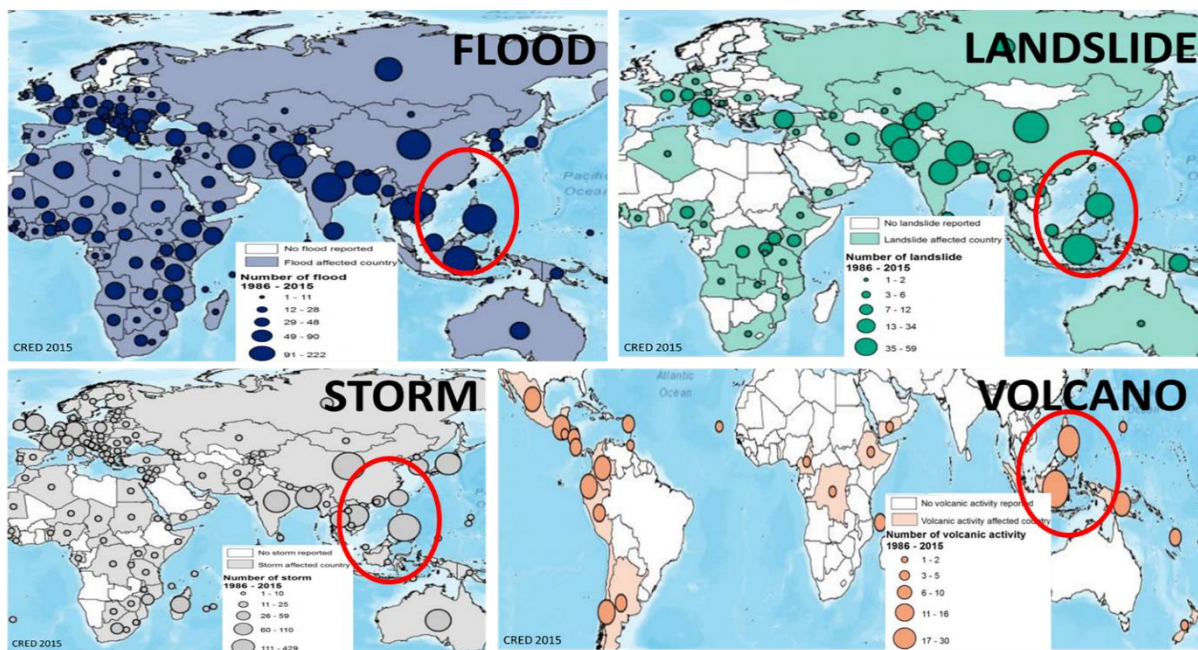 FLOOD
Pacific
Ocean
No flood reported
Flood affected country
Number of flood
1986 - 2015
1 - 11
12 - 28
29 - 48
49 - 90
91 - 222
CRED 2015
LANDSLIDE
No landslide reported
Landslide affected country
Number of landslide
1986 - 2015
1 - 2
3 - 6
7 - 12
13 - 34
35 - 59
CRED 2015
STORM
No storm reported
Storm affected country
Number of storm
1986 - 2015
1 - 10
11 - 25
26 - 59
60 - 110
111 - 429
CRED 2015
VOLCANO
Atlantic
Ocean
No volcanic activity reported
Volcanic activity affected country
Number of volcanic activity
1986 - 2015
1 - 2
3 - 5
6 - 10
11 - 16
17 - 30
CRED 2015